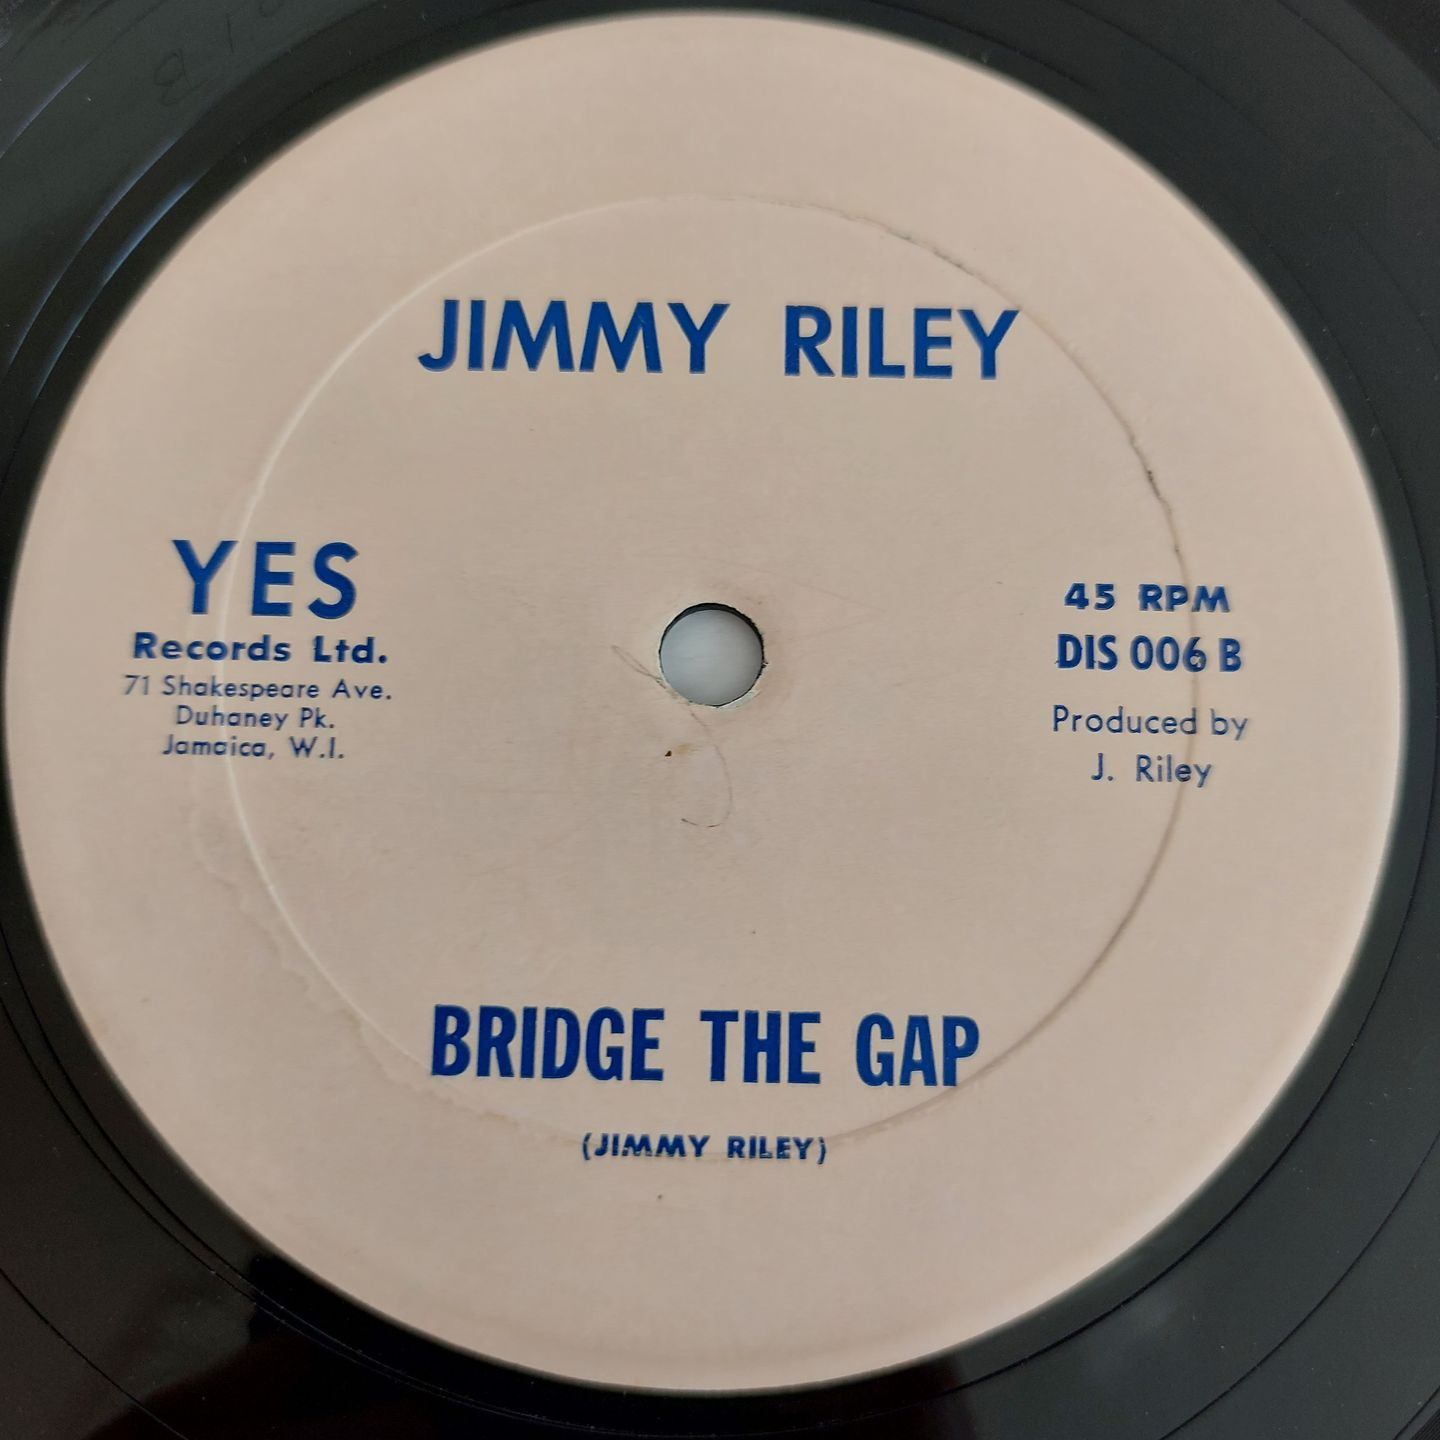 JIMMY RILEY
YES
Records Ltd.
71 Shakespeare Ave.
Duhaney Pk.
Jamaica, W.I.
45 RPM
DIS 006 B
Produced by
J. Riley
BRIDGE THE GAP
(JIMMY RILEY)